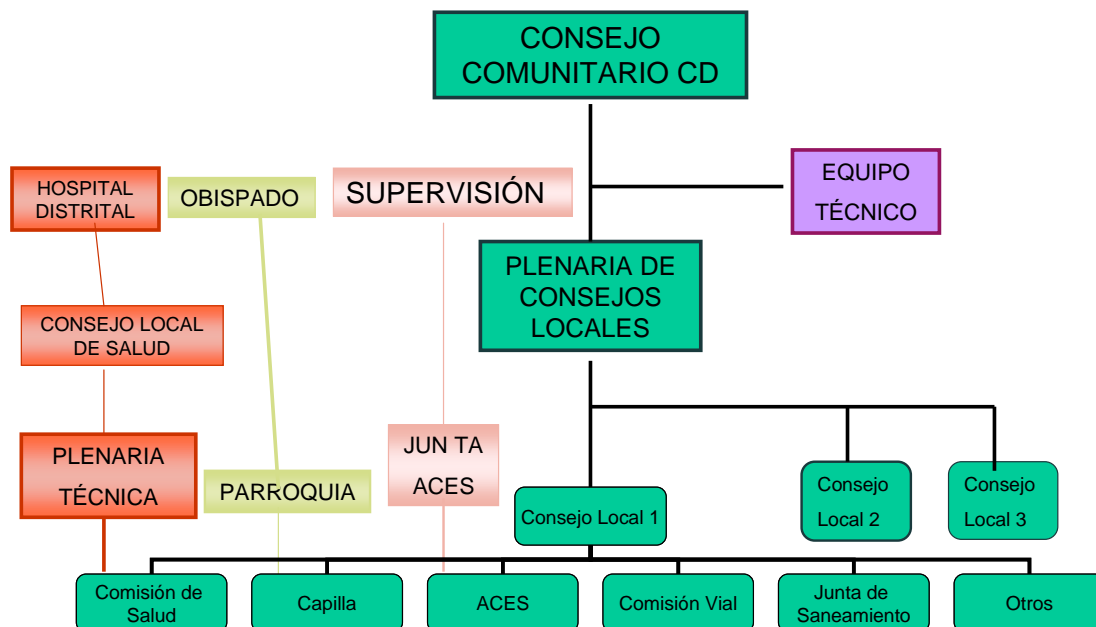 CONSEJO
COMUNITARIO CD
HOSPITAL
DISTRITAL
OBISPADO
SUPERVISIÓN
EQUIPO
TÉCNICO
PLENARIA DE
CONSEJOS
LOCALES
CONSEJO LOCAL
DE SALUD
PLENARIA
TÉCNICA
PARROQUIA
JUN TA
ACES
Consejo Local 1
Consejo
Local 2
Consejo
Local 3
Comisión de
Salud
Capilla
ACES
Comisión Vial
Junta de
Saneamiento
Otros